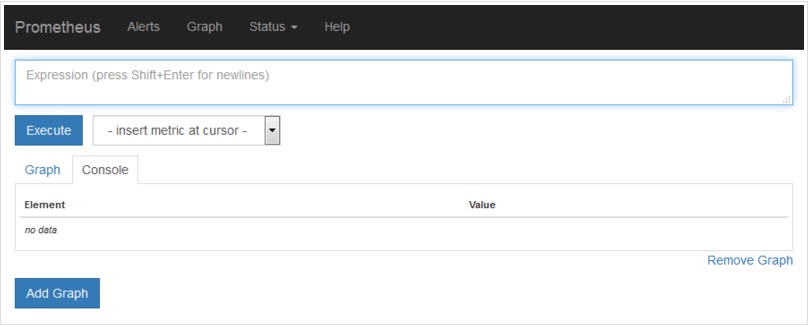 Prometheus Alerts Graph Status Help
Expression (press Shift+Enter for newlines)
Execute - insert metric at cursor -
Graph Console
Element Value
no data
Remove Graph
Add Graph